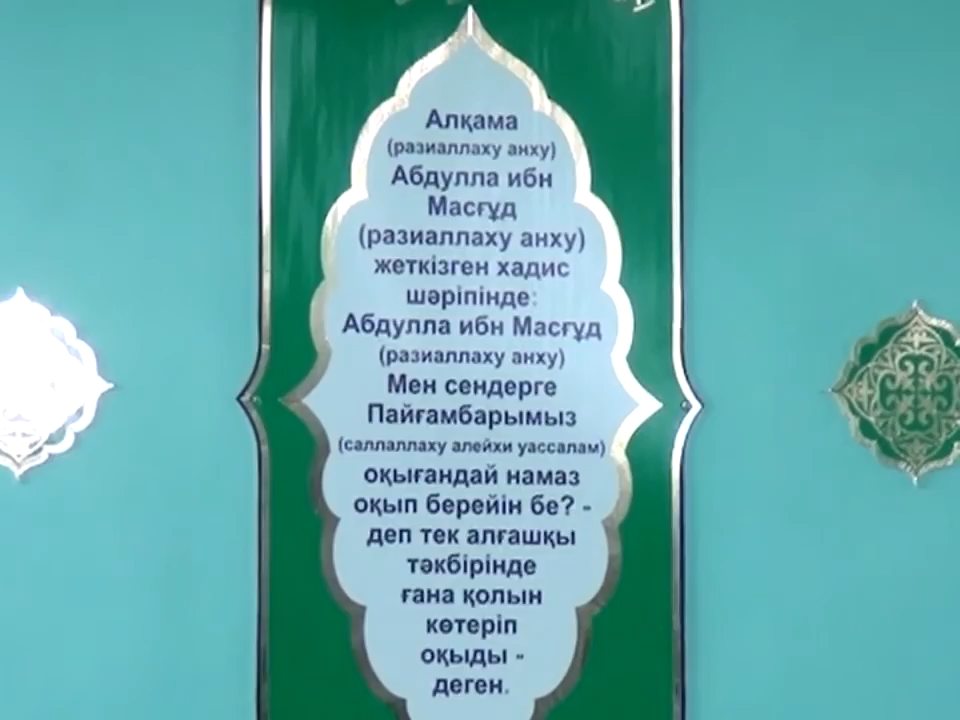 Алқама
(разиаллаху анху)
Абдулла ибн
Масғұд
(разиаллаху анху)
жеткізген хадис
шәріпінде:
Абдулла ибн Масғұд
(разиаллаху анху)
Мен сендерге
Пайғамбарымыз
(саллаллаху алейхи уассалам)
оқығандай намаз
оқып берейін бе? -
деп тек алғашқы
тәкбірінде
ғана қолын
көтеріп
оқыды -
деген.